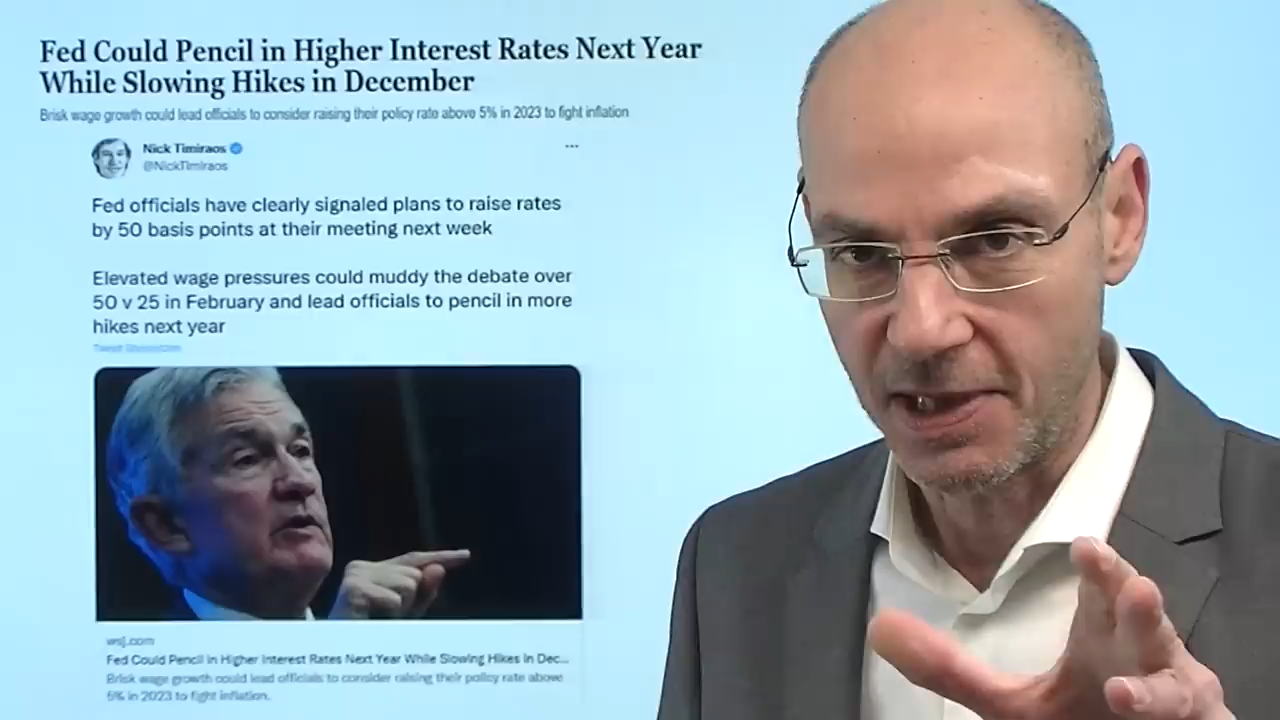 Fed Could Pencil in Higher Interest Rates Next Year
While Slowing Hikes in December
Brisk wage growth could lead officials to consider raising their policy rate above 5% in 2023 to fight inflation
Nick Timiraos
@NickTimiraos
Fed officials have clearly signaled plans to raise rates
by 50 basis points at their meeting next week
Elevated wage pressures could muddy the debate over
50 v 25 in February and lead officials to pencil in more
hikes next year
wsj.com
Fed Could Pencil in Higher Interest Rates Next Year While Slowing Hikes in Dec...
Brisk wage growth could lead officials to consider raising their policy rate above
5% in 2023 to fight inflation.